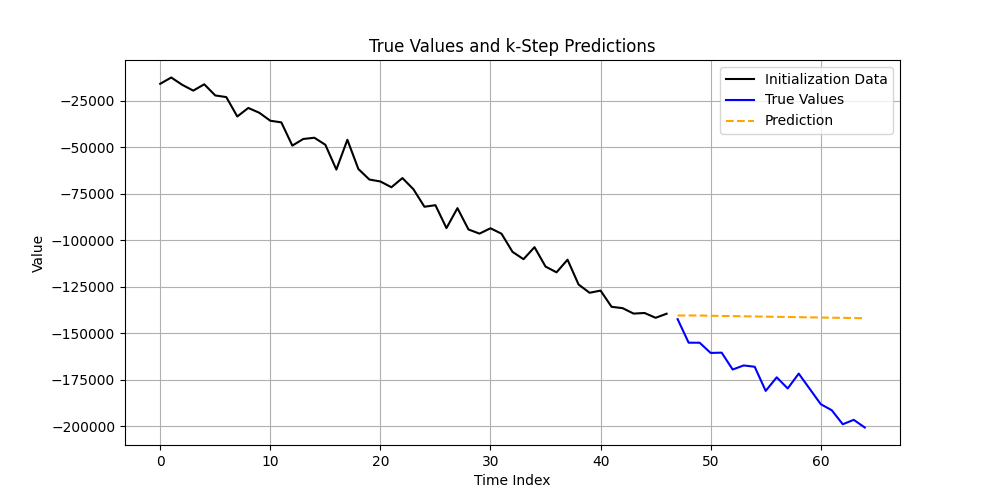 True Values and k-Step Predictions
Initialization Data
True Values
Prediction
−25000
−50000
−75000
−100000
−125000
−150000
−175000
−200000
Value
0 10 20 30 40 50 60
Time Index